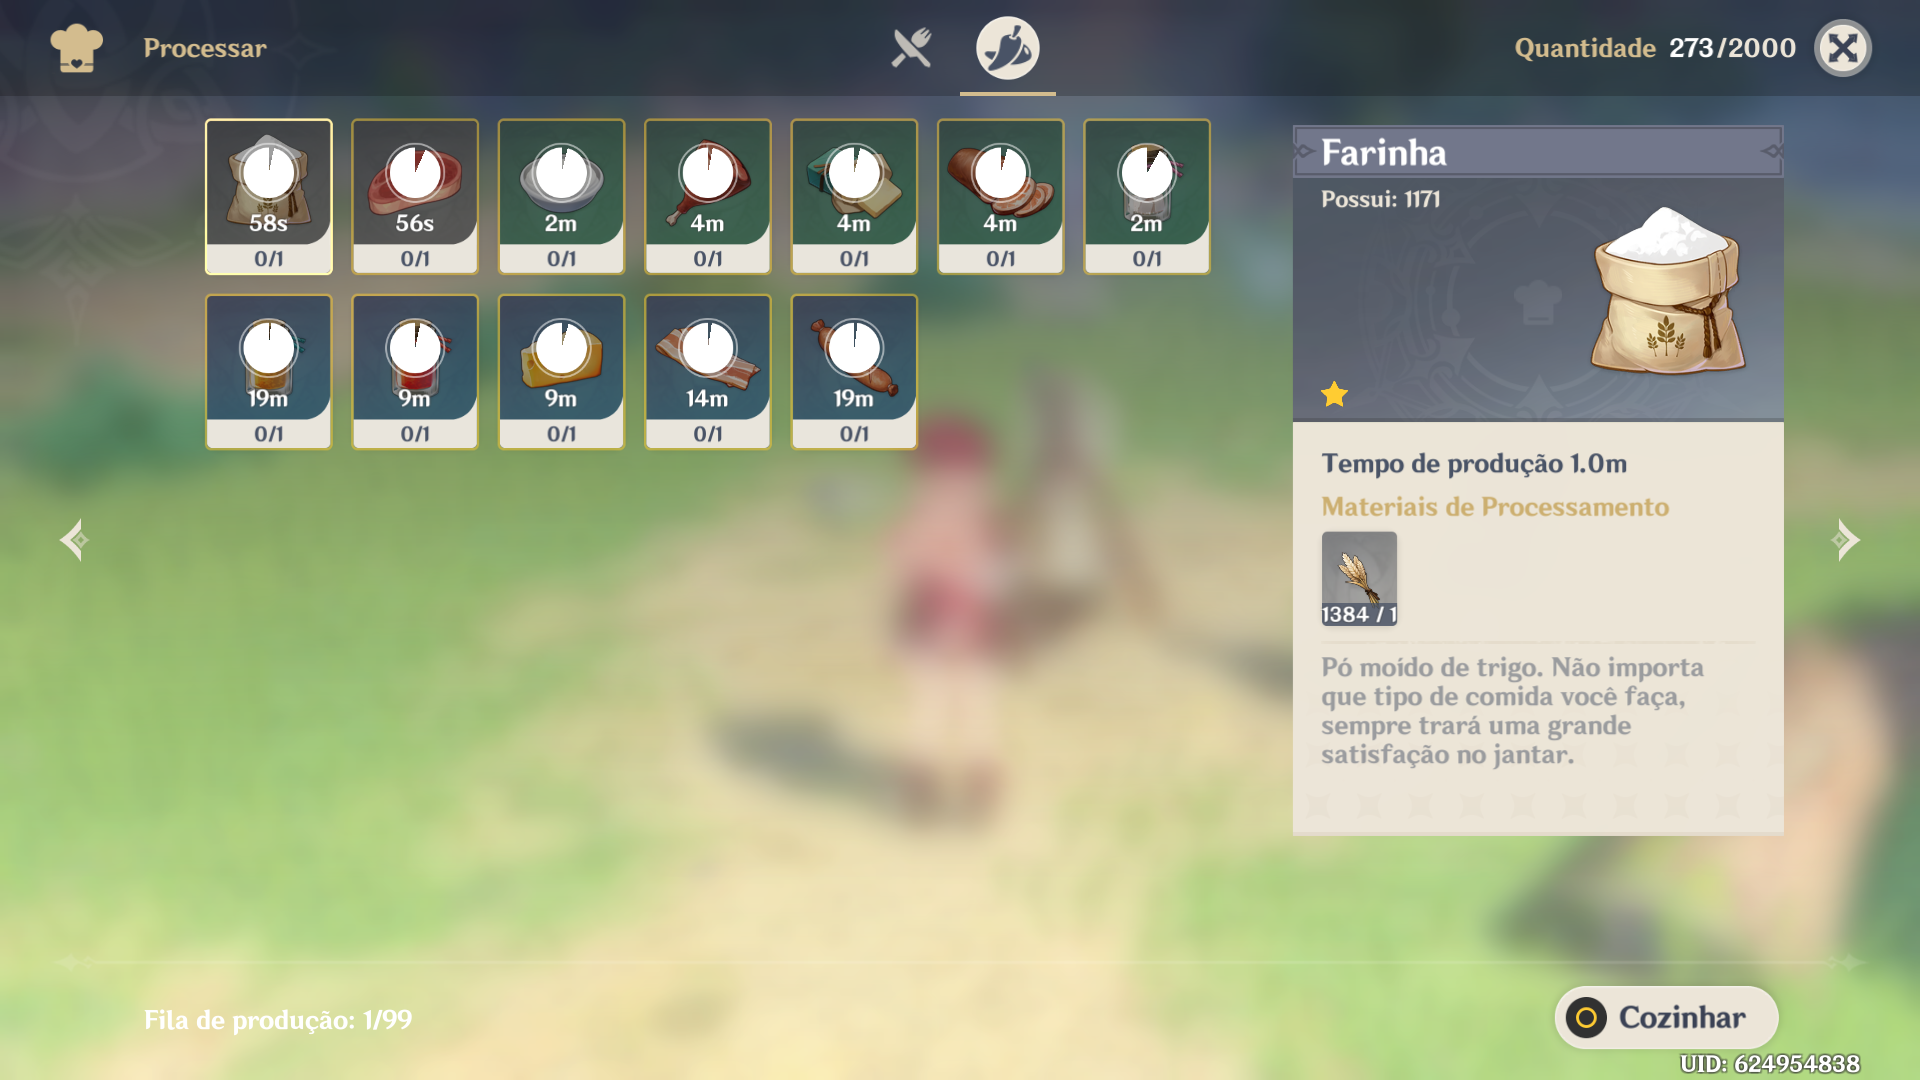 Processar
Quantidade 273/2000
58s
56s
2m
4m
4m
4m
2m
0/1
0/1
0/1
0/1
0/1
0/1
0/1
19m
9m
9m
14m
19m
0/1
0/1
0/1
0/1
0/1
Farinha
Possui: 1171
Tempo de produção 1.0m
Materiais de Processamento
1384 / 1
Pó moído de trigo. Não importa
que tipo de comida você faça,
sempre trará uma grande
satisfação no jantar.
Fila de produção: 1/99
Cozinhar
UID: 624954838